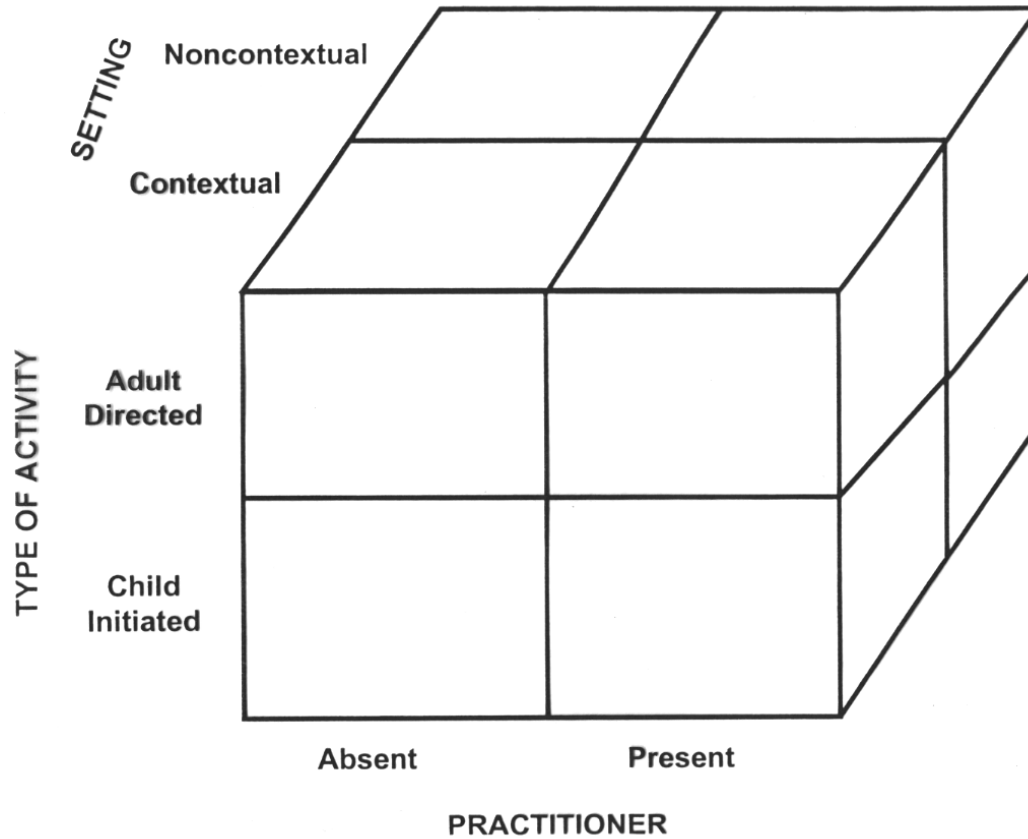 SETTING
Noncontextual
Contextual
TYPE OF ACTIVITY
Adult
Directed
Child
Initiated
Absent
Present
PRACTITIONER